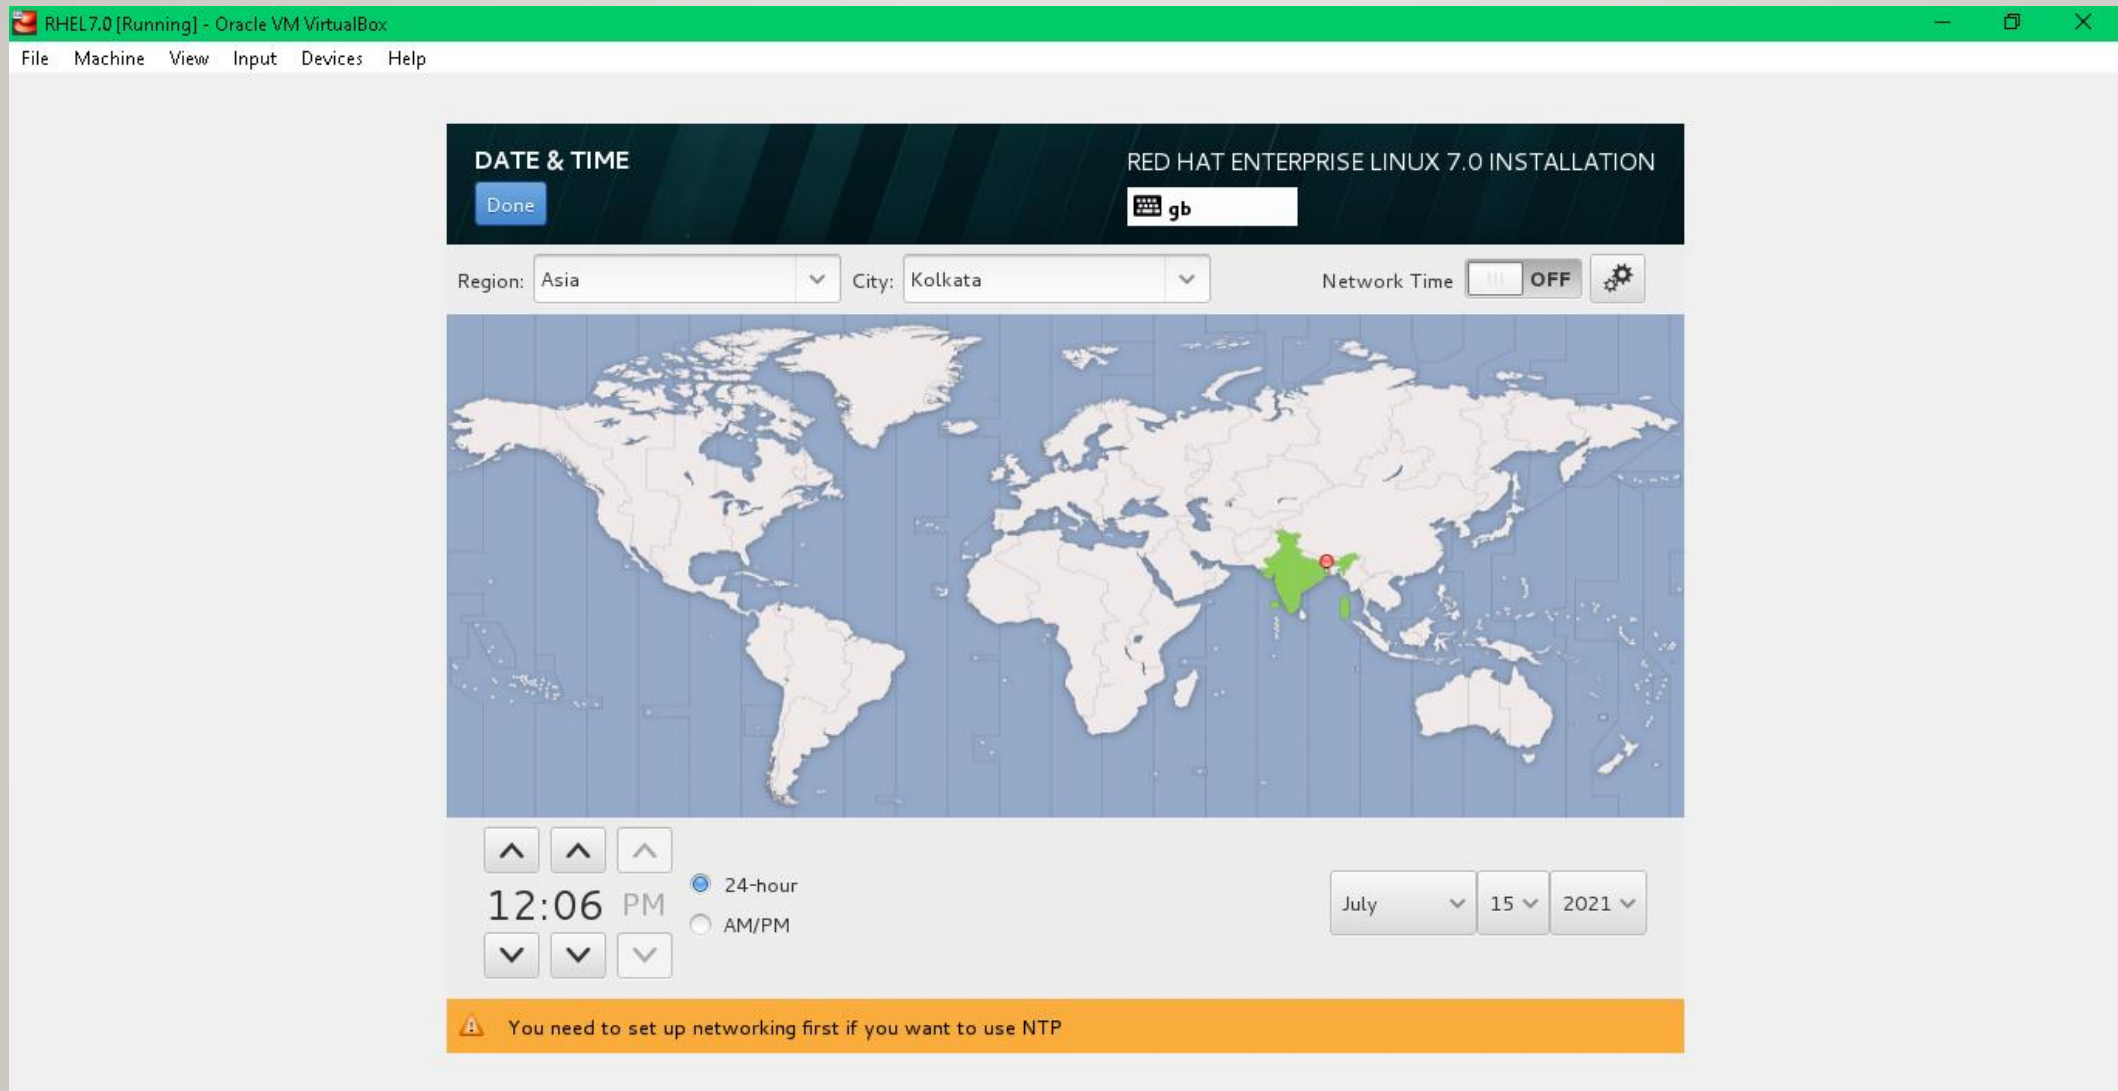 RHEL7.0 [Running] - Oracle VM VirtualBox
File Machine View Input Devices Help
DATE & TIME
RED HAT ENTERPRISE LINUX 7.0 INSTALLATION
Done
gb
Region: Asia City: Kolkata Network Time OFF
12:06 PM
24-hour
AM/PM
July 15 2021
You need to set up networking first if you want to use NTP